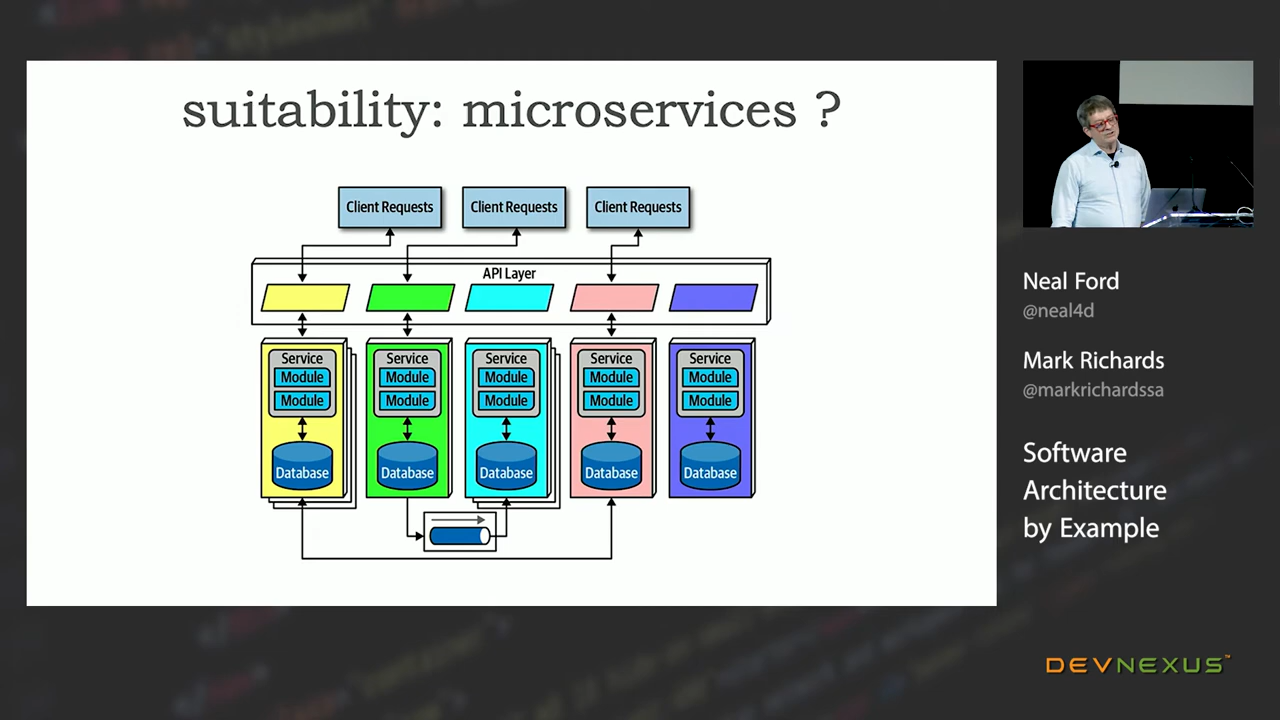 suitability: microservices ?
Client Requests
Client Requests
Client Requests
API Layer
Service
Module
Module
Database
Service
Module
Module
Database
Service
Module
Module
Database
Service
Module
Module
Database
Service
Module
Module
Database
Neal Ford
@neal4d
Mark Richards
@markrichardssa
Software
Architecture
by Example
DEVNEXUS™